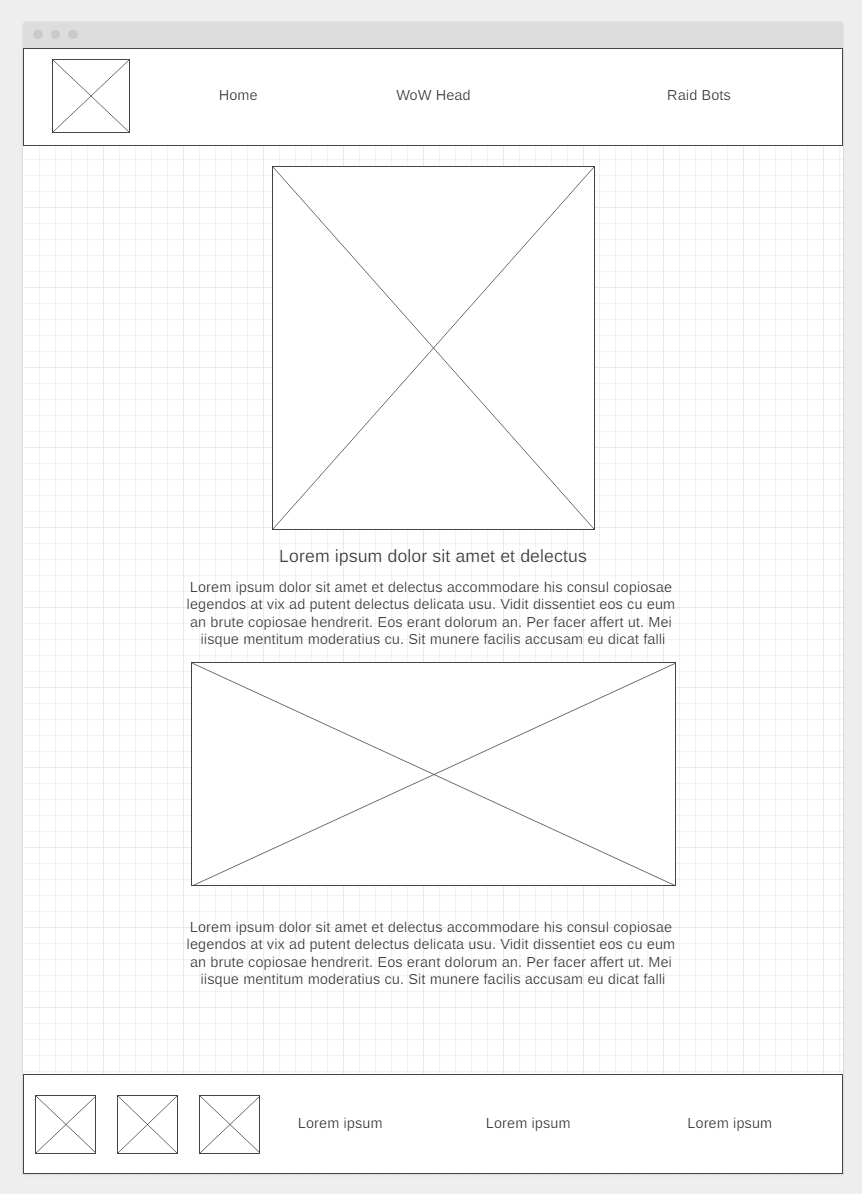 Home WoW Head Raid Bots
Lorem ipsum dolor sit amet et delectus
Lorem ipsum dolor sit amet et delectus accommodare his consul copiosae
legendos at vix ad putent delectus delicata usu. Vidit dissentiet eos cu eum
an brute copiosae hendrerit. Eos erant dolorum an. Per facer affert ut. Mei
iisque mentitum moderatius cu. Sit munere facilis accusam eu dicat falli
Lorem ipsum dolor sit amet et delectus accommodare his consul copiosae
legendos at vix ad putent delectus delicata usu. Vidit dissentiet eos cu eum
an brute copiosae hendrerit. Eos erant dolorum an. Per facer affert ut. Mei
iisque mentitum moderatius cu. Sit munere facilis accusam eu dicat falli
Lorem ipsum Lorem ipsum Lorem ipsum